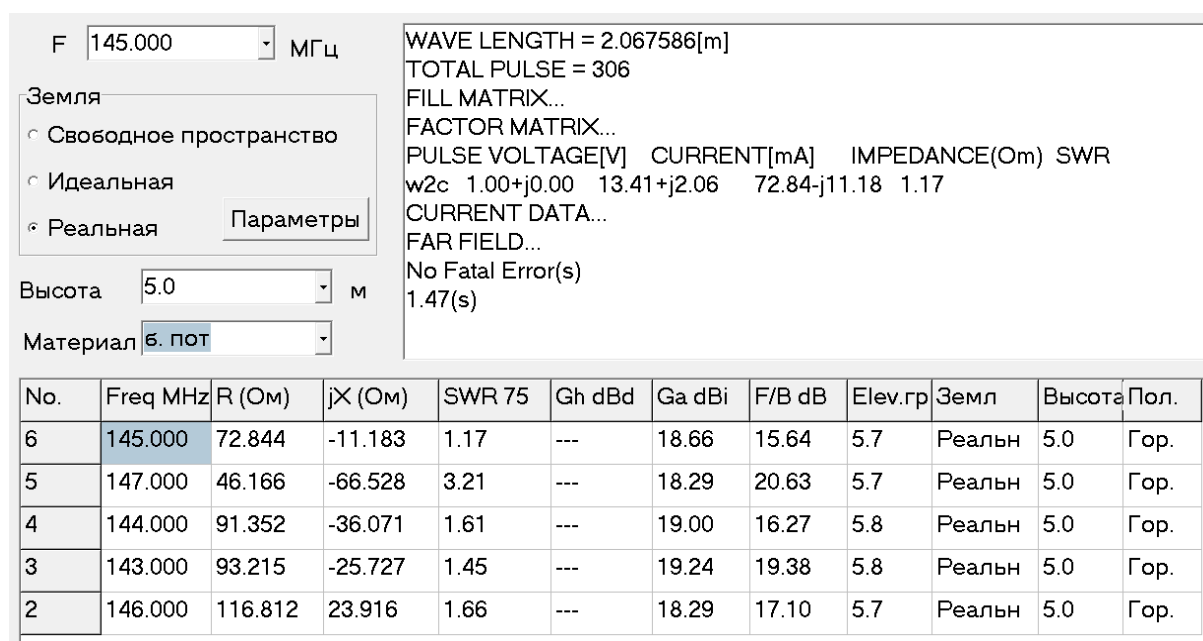 F 145.000 МГц
Земля
Свободное пространство
Идеальная
Реальная
Параметры
Высота 5.0 м
Материал б. пот
WAVE LENGTH = 2.067586[m]
TOTAL PULSE = 306
FILL MATRIX...
FACTOR MATRIX...
PULSE VOLTAGE[V] CURRENT[mA] IMPEDANCE(Om) SWR
w2c 1.00+j0.00 13.41+j2.06 72.84-j11.18 1.17
CURRENT DATA...
FAR FIELD...
No Fatal Error(s)
1.47(s)
No. Freq MHz R (Ом) jX (Ом) SWR 75 Gh dBd Ga dBi F/B dB Elev.гр Земл Высота Пол.
6 145.000 72.844 -11.183 1.17 --- 18.66 15.64 5.7 Реальн 5.0 Гор.
5 147.000 46.166 -66.528 3.21 --- 18.29 20.63 5.7 Реальн 5.0 Гор.
4 144.000 91.352 -36.071 1.61 --- 19.00 16.27 5.8 Реальн 5.0 Гор.
3 143.000 93.215 -25.727 1.45 --- 19.24 19.38 5.8 Реальн 5.0 Гор.
2 146.000 116.812 23.916 1.66 --- 18.29 17.10 5.7 Реальн 5.0 Гор.